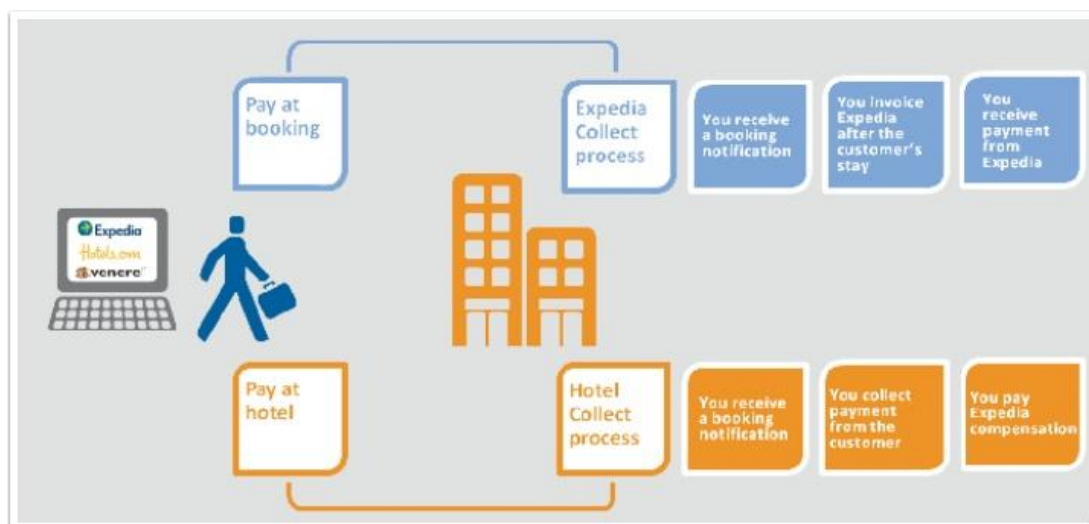 Pay at
booking
Expedia
Collect
process
You receive
a booking
notification
You invoice
Expedia
after the
customer's
stay
You
receive
payment
from
Expedia
Expedia
Hotels.com
venere
Pay at
hotel
Hotel
Collect
process
You receive
a booking
notification
You collect
payment
from the
customer
You pay
Expedia
compensation